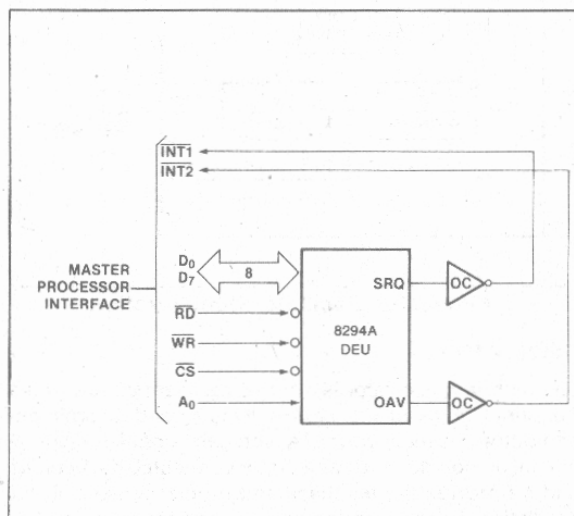 INT1
INT2
MASTER
PROCESSOR
INTERFACE
D0
D7
8
RD
WR
CS
A0
SRQ
8294A
DEU
OAV
OC
OC